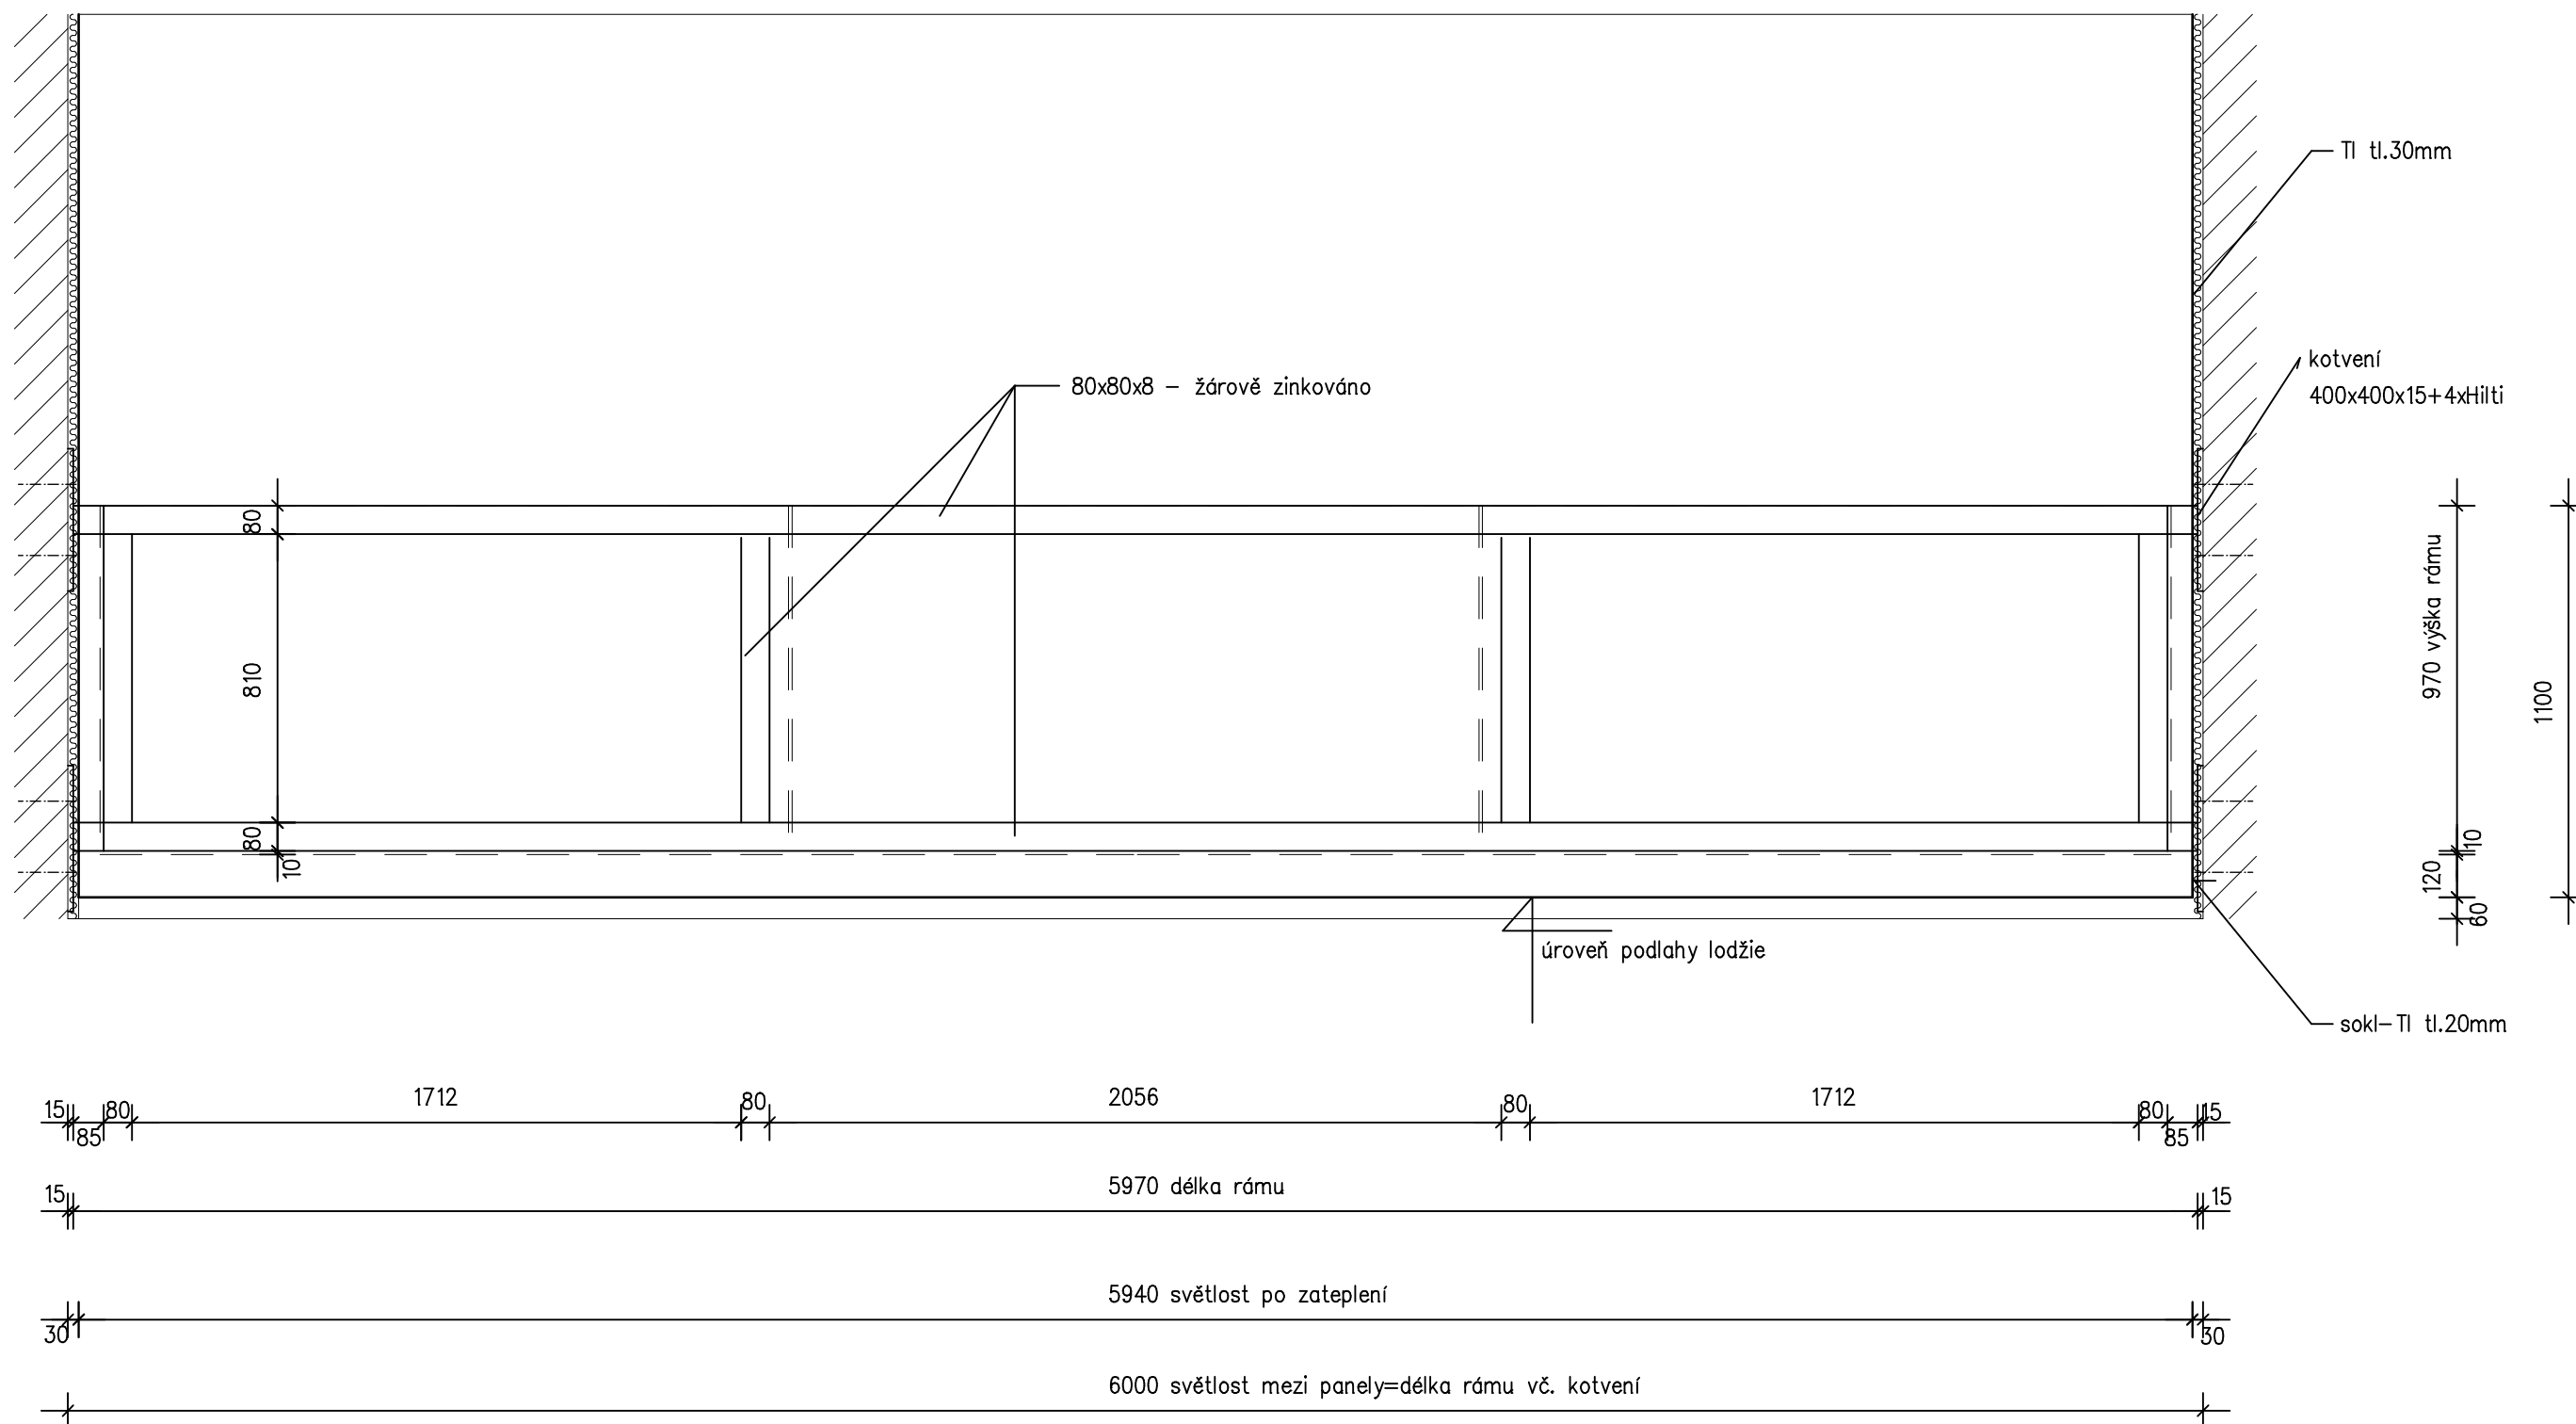 TI tl.30mm
kotvení
400x400x15+4xHilti
80x80x8 – žárově zinkováno
80
810
80
10
970 výška rámu
1100
10
120
60
úroveň podlahy lodžie
sokl–TI tl.20mm
15 85 80 1712 80 2056 80 1712 80 85 15
15 5970 délka rámu 15
30 5940 světlost po zateplení 30
6000 světlost mezi panely=délka rámu vč. kotvení